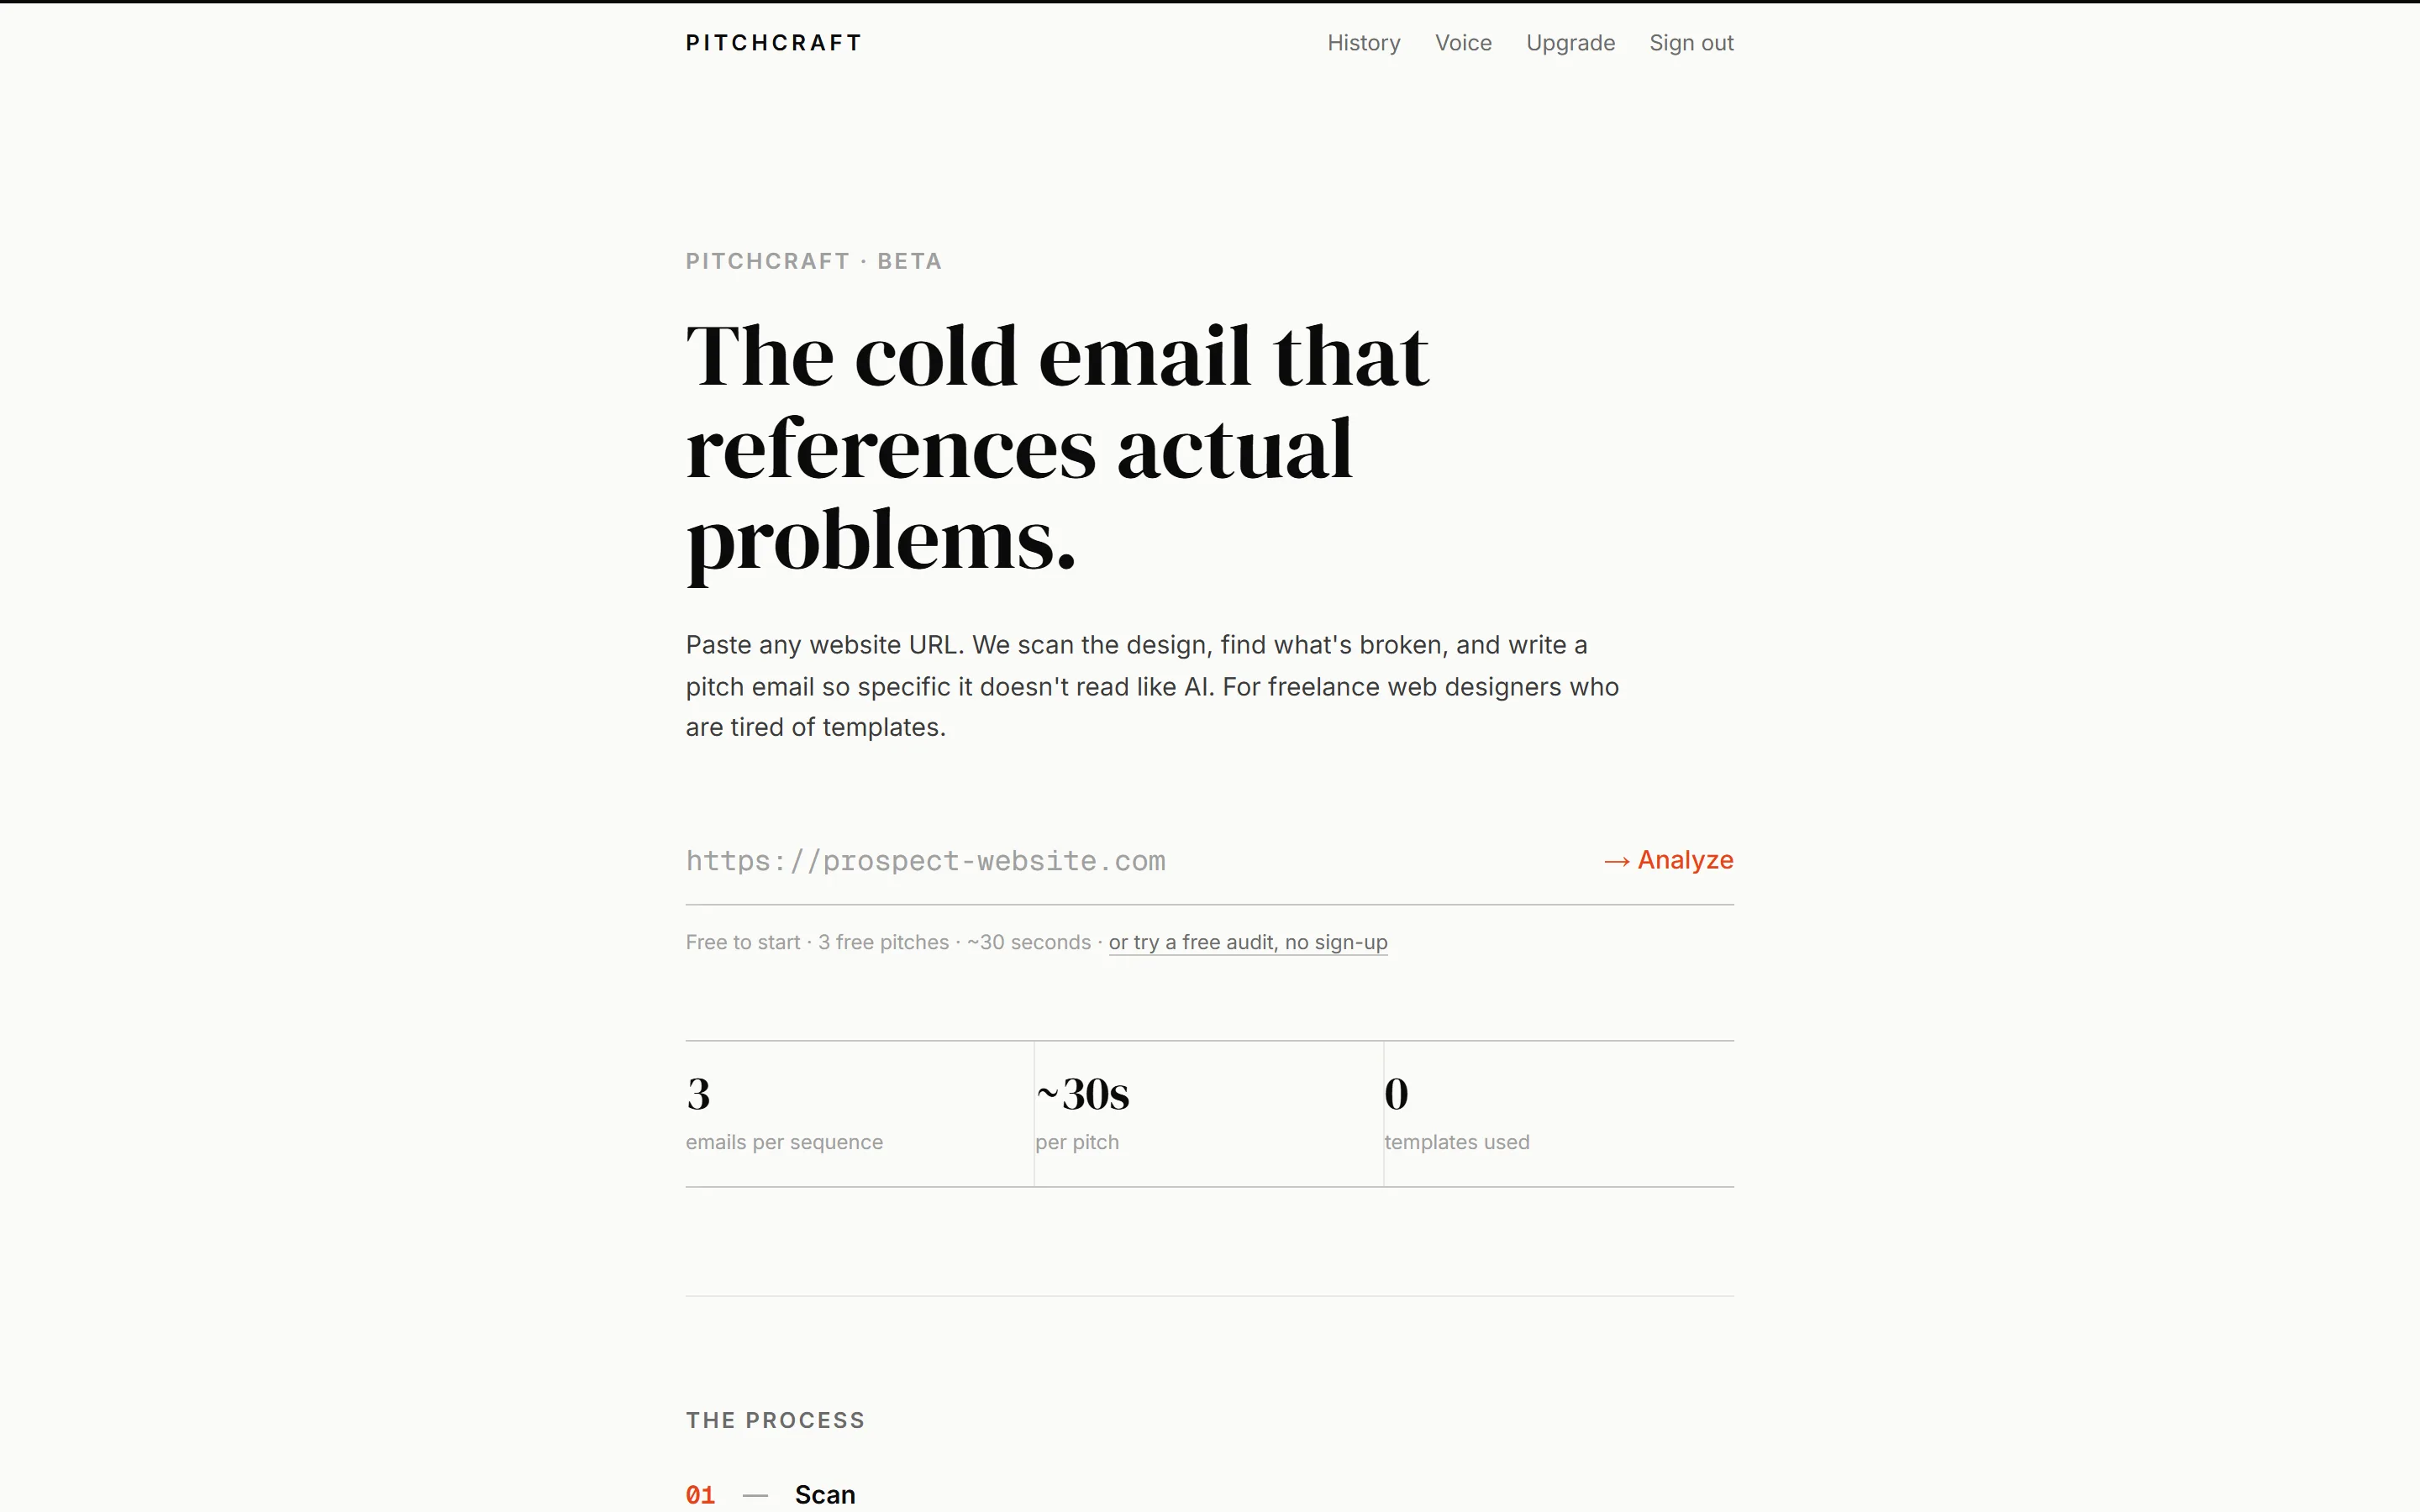 PITCHCRAFT
History Voice Upgrade Sign out
PITCHCRAFT · BETA
The cold email that
references actual
problems.
Paste any website URL. We scan the design, find what's broken, and write a
pitch email so specific it doesn't read like AI. For freelance web designers who
are tired of templates.
https://prospect-website.com
→ Analyze
Free to start · 3 free pitches · ~30 seconds · or try a free audit, no sign-up
3
emails per sequence
~30s
per pitch
0
templates used
THE PROCESS
01 — Scan